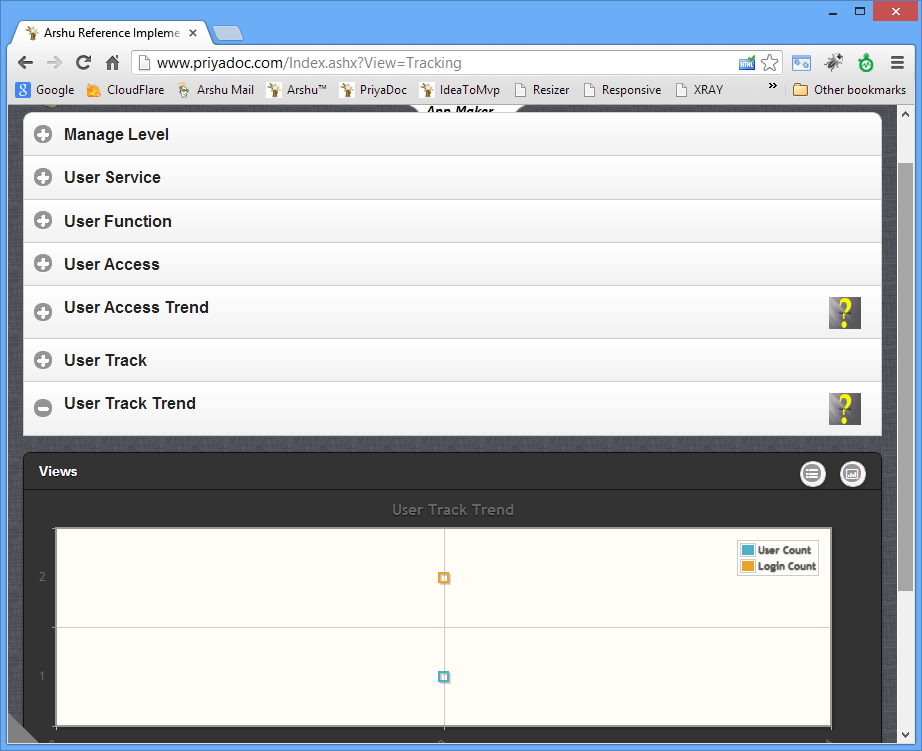 Arshu Reference Impleme
www.priyadoc.com/Index.ashx?View=Tracking
Google CloudFlare Arshu Mail Arshu™ PriyaDoc IdeaToMvp Resizer Responsive XRAY » Other bookmarks
App Maker
Manage Level
User Service
User Function
User Access
User Access Trend
User Track
User Track Trend
Views
User Track Trend
User Count
Login Count
2
1